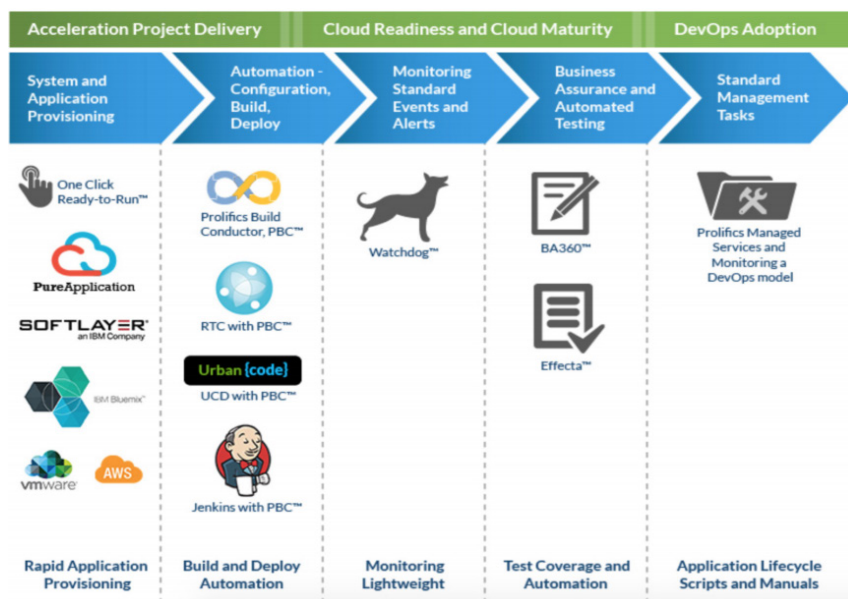 Acceleration Project Delivery
Cloud Readiness and Cloud Maturity
DevOps Adoption
System and
Application
Provisioning
Automation -
Configuration,
Build,
Deploy
Monitoring
Standard
Events and
Alerts
Business
Assurance and
Automated
Testing
Standard
Management
Tasks
One Click
Ready-to-Run™
PureApplication
SOFTLAYER®
an IBM Company
IBM Bluemix™
vmware®
AWS
Prolifics Build
Conductor, PBC™
RTC with PBC™
Urban {code}
UCD with PBC™
Jenkins with PBC™
Watchdog™
BA360™
Effecta™
Prolifics Managed
Services and
Monitoring a
DevOps model
Rapid Application
Provisioning
Build and Deploy
Automation
Monitoring
Lightweight
Test Coverage and
Automation
Application Lifecycle
Scripts and Manuals